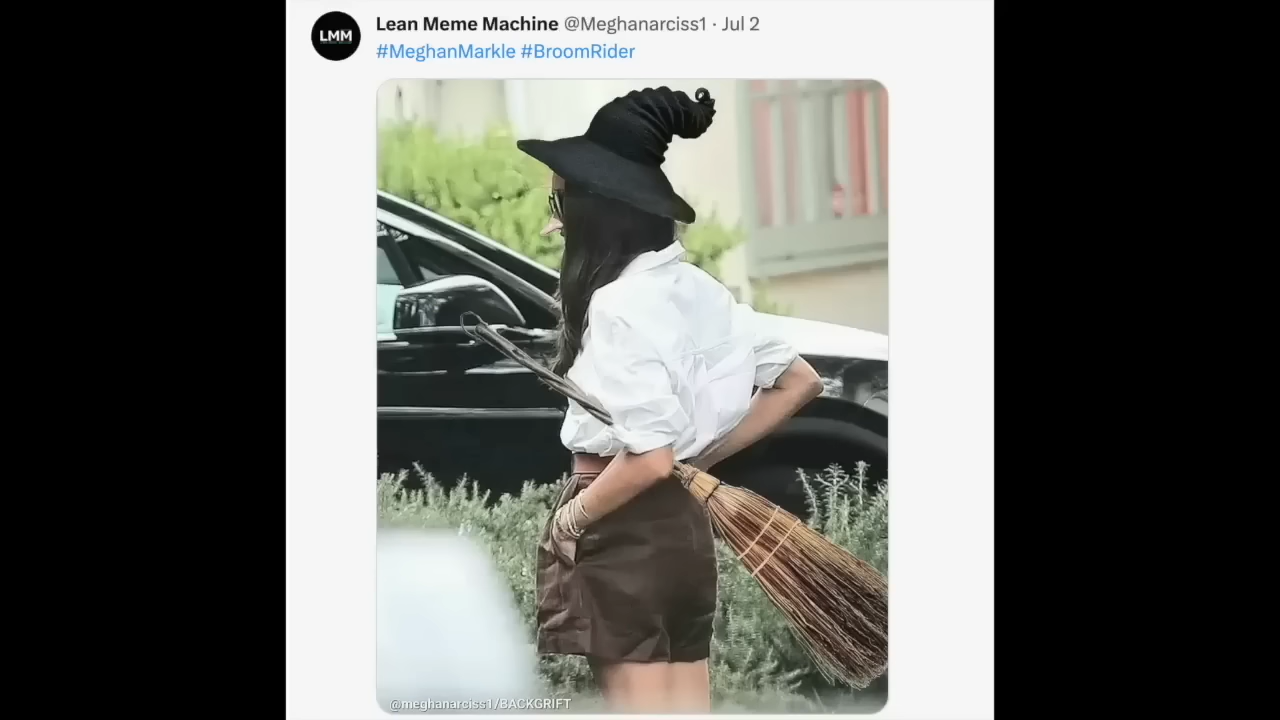 LMM
Lean Meme Machine @Meghanarciss1 · Jul 2
#MeghanMarkle #BroomRider
@meghanarciss1/BACKGRIFT